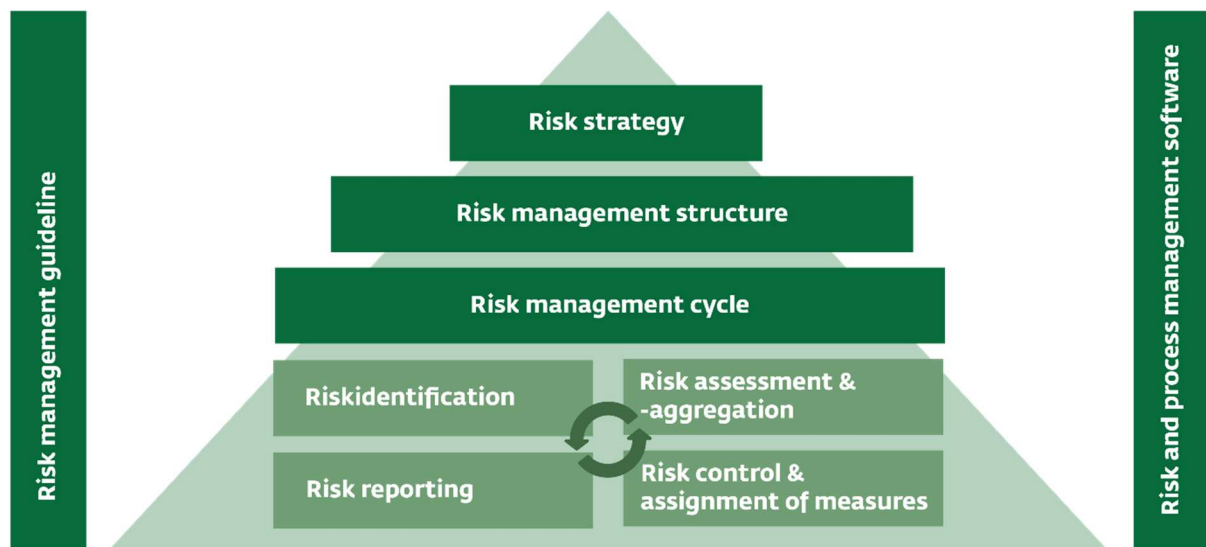 Risk management guideline
Risk strategy
Risk management structure
Risk management cycle
Riskidentification
Risk assessment &
-aggregation
Risk reporting
Risk control &
assignment of measures
Risk and process management software